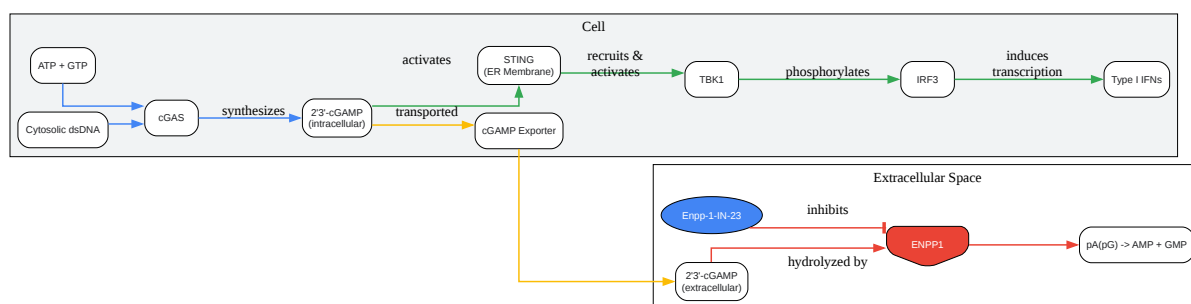 Cell
ATP + GTP
Cytosolic dsDNA
cGAS
synthesizes
2'3'-cGAMP
(intracellular)
activates
transported
STING
(ER Membrane)
cGAMP Exporter
recruits &
activates
TBK1
phosphorylates
IRF3
induces
transcription
Type I IFNs
Extracellular Space
Enpp-1-IN-23
inhibits
2'3'-cGAMP
(extracellular)
hydrolyzed by
ENPP1
pA(pG) -> AMP + GMP